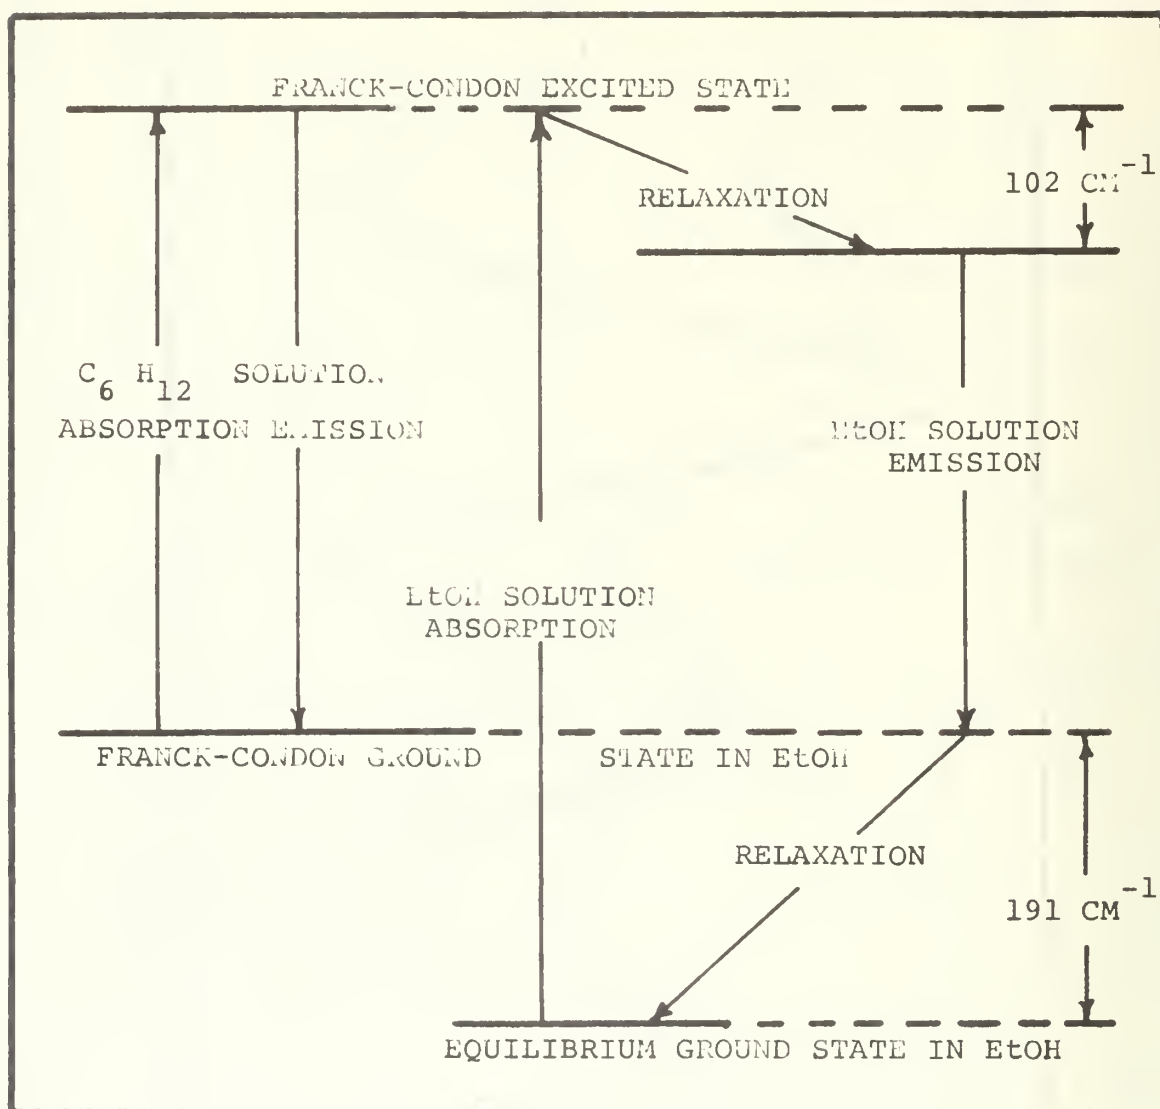 FRANCK-CONDON EXCITED STATE
102 CM-1
RELAXATION
C6 H12 SOLUTION
ABSORPTION EMISSION
EtOH SOLUTION
EMISSION
EtOH SOLUTION
ABSORPTION
FRANCK-CONDON GROUND STATE IN EtOH
RELAXATION
191 CM-1
EQUILIBRIUM GROUND STATE IN EtOH